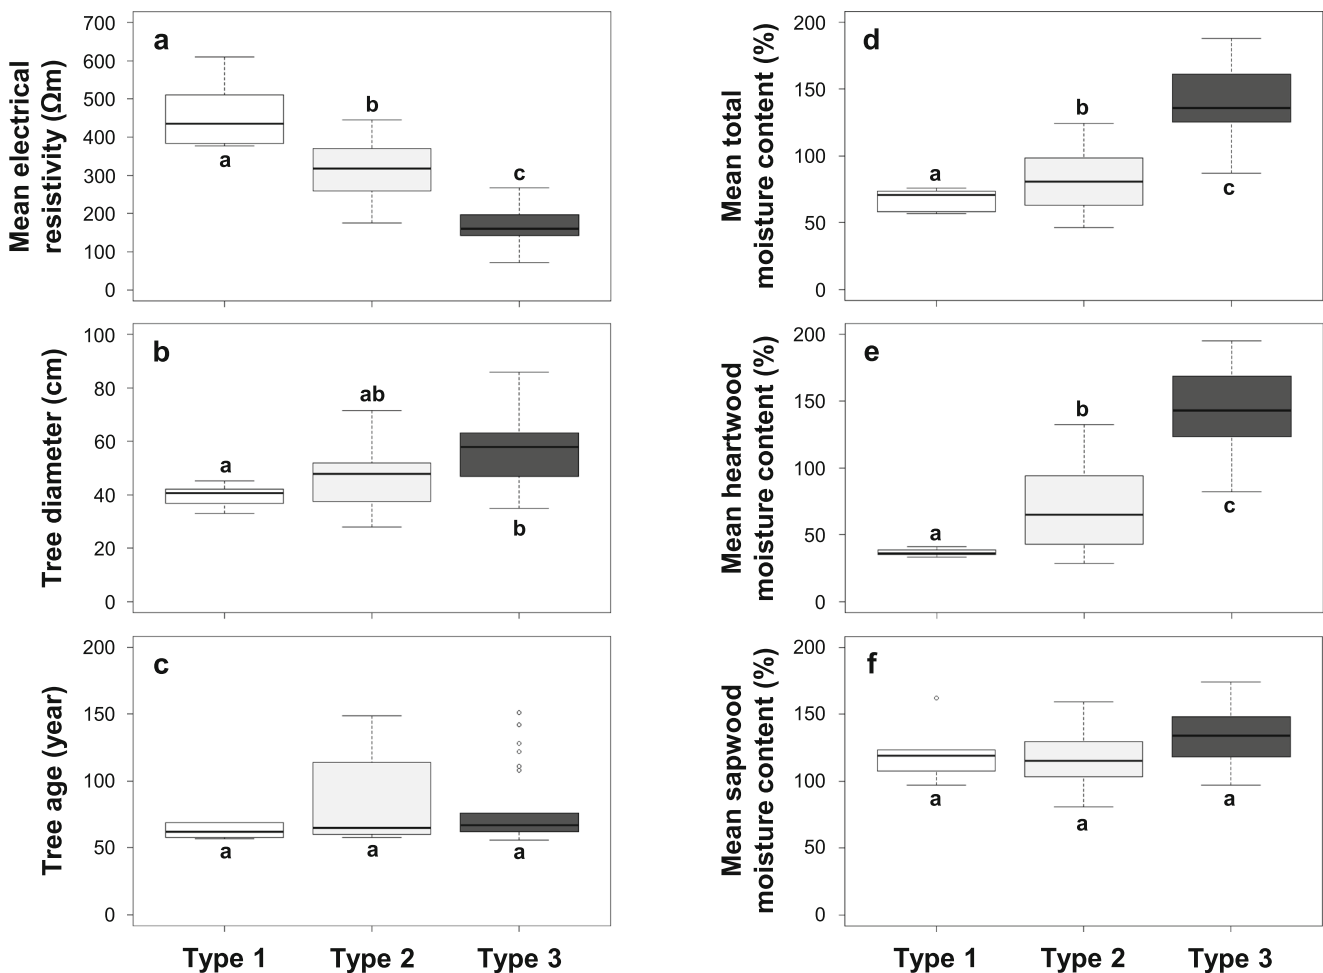 Mean electrical
resistivity (Ωm)
700
600
500
400
300
200
100
0
a
a
b
c
Mean total
moisture content (%)
200
150
100
50
0
d
a
b
c
Tree diameter (cm)
100
80
60
40
20
0
b
a
ab
b
Mean heartwood
moisture content (%)
200
150
100
50
0
e
a
b
c
Tree age (year)
200
150
100
50
0
c
a
a
a
Type 1
Type 2
Type 3
Mean sapwood
moisture content (%)
200
150
100
50
0
f
a
a
a
Type 1
Type 2
Type 3